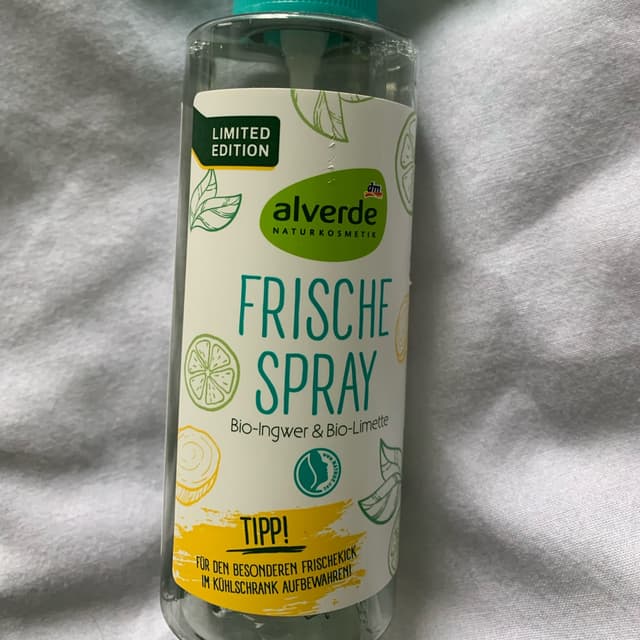 LIMITED
EDITION
dm
alverde
NATURKOSMETIK
FRISCHE
SPRAY
Bio-Ingwer & Bio-Limette
TIPP!
FÜR DEN BESONDEREN FRISCHEKICK
IM KÜHLSCHRANK AUFBEWAHREN!